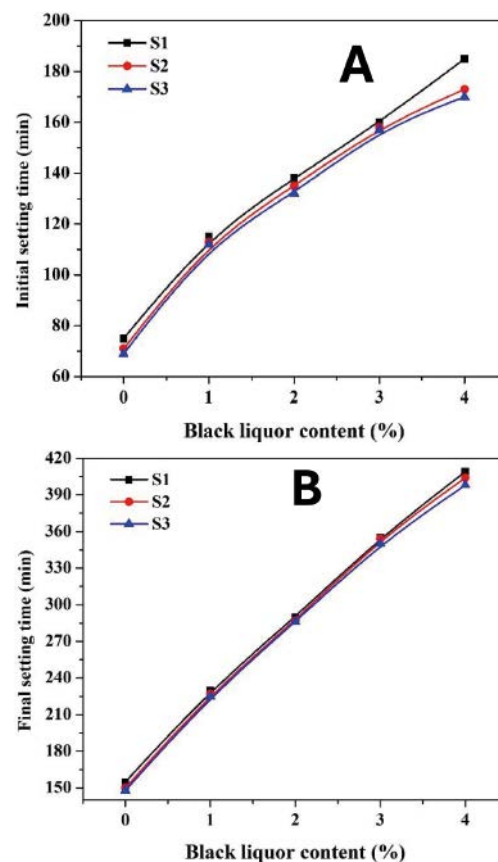 200
180
160
140
120
100
80
60
Initial setting time (min)
S1
S2
S3
A
0 1 2 3 4
Black liquor content (%)
420
390
360
330
300
270
240
210
180
150
Final setting time (min)
S1
S2
S3
B
0 1 2 3 4
Black liquor content (%)